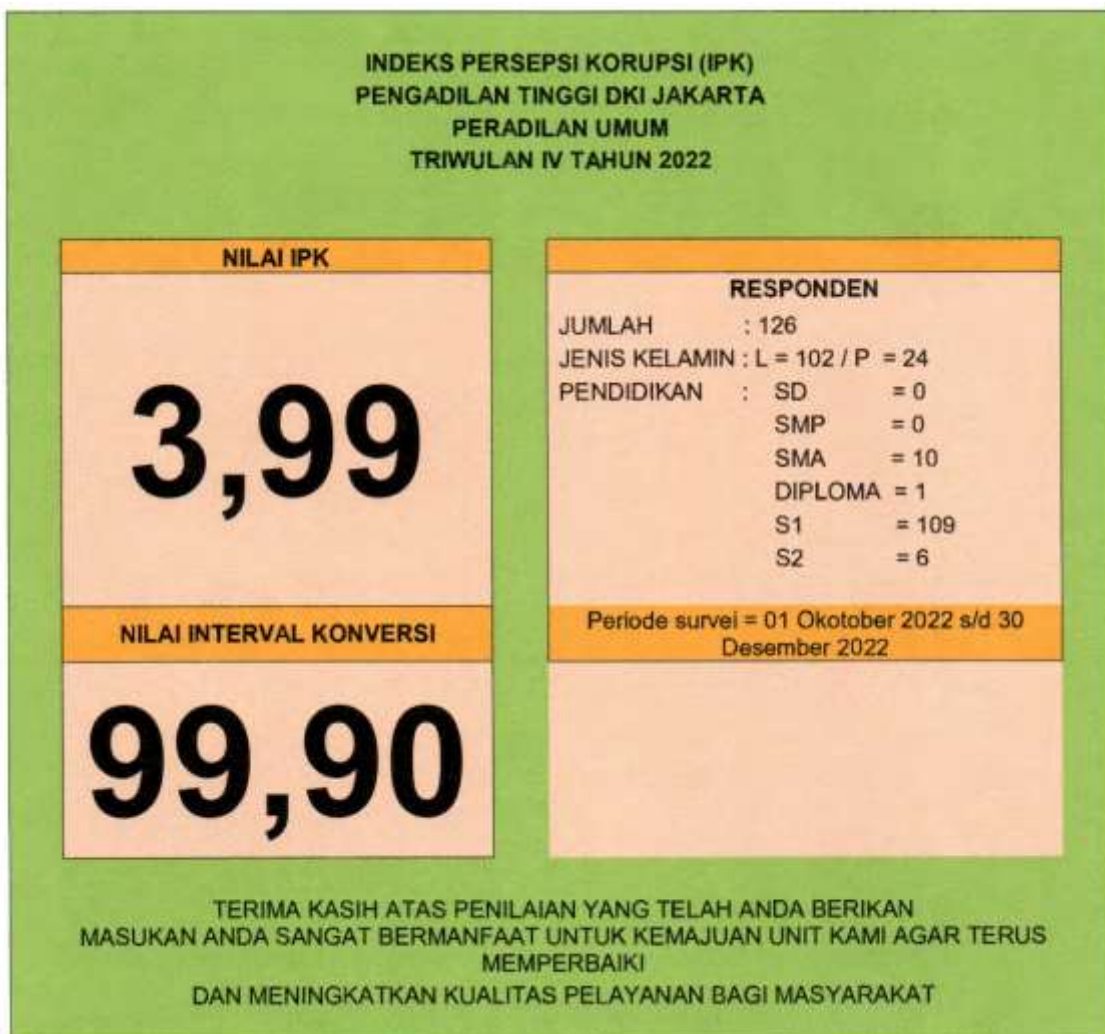 INDEKS PERSEPSI KORUPSI (IPK)
PENGADILAN TINGGI DKI JAKARTA
PERADILAN UMUM
TRIWULAN IV TAHUN 2022
NILAI IPK
3,99
NILAI INTERVAL KONVERSI
99,90
RESPONDEN
JUMLAH : 126
JENIS KELAMIN : L = 102 / P = 24
PENDIDIKAN : SD = 0
SMP = 0
SMA = 10
DIPLOMA = 1
S1 = 109
S2 = 6
Periode survei = 01 Okotober 2022 s/d 30
Desember 2022
TERIMA KASIH ATAS PENILAIAN YANG TELAH ANDA BERIKAN
MASUKAN ANDA SANGAT BERMANFAAT UNTUK KEMAJUAN UNIT KAMI AGAR TERUS
MEMPERBAIKI
DAN MENINGKATKAN KUALITAS PELAYANAN BAGI MASYARAKAT